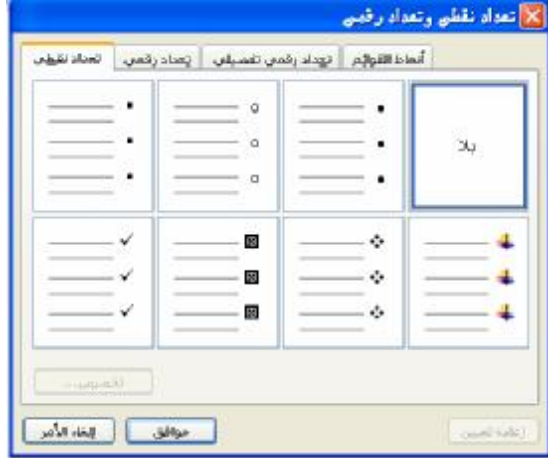 تعداد نقطي وتعداد رقمي
تعداد نقطي
تعداد رقمي
تعداد رقمي تفصيلي
أنماط القوائم
بلا
تخصيص...
إعادة تعيين
موافق
إلغاء الأمر